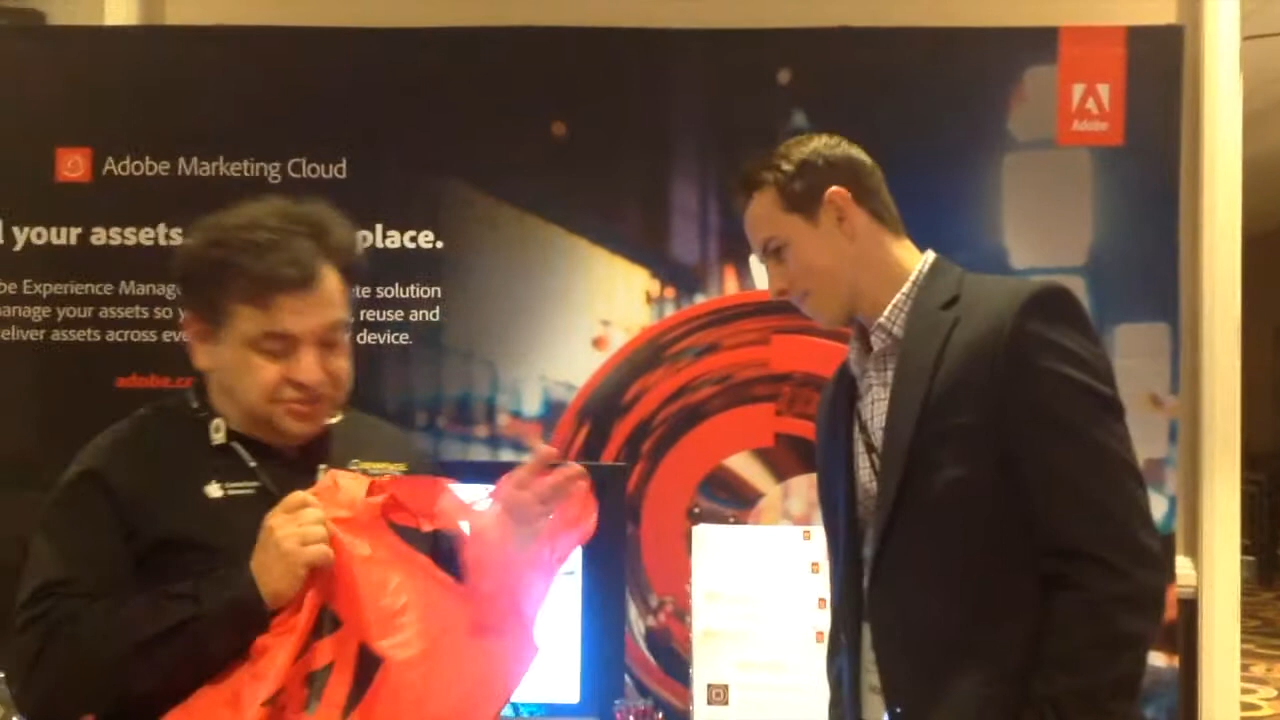 Adobe
Adobe Marketing Cloud
l your assets. place.
be Experience Manag te solution
anage your assets so y , reuse and
eliver assets across eve device.
adobe.c